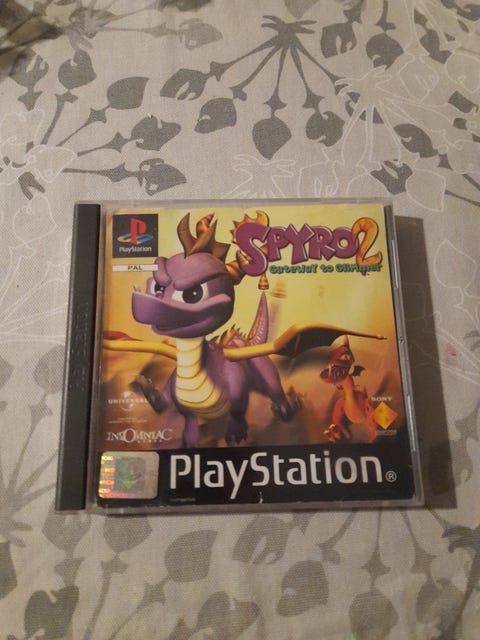 PlayStation
PAL
SPYRO 2
Gateway to Glimmer
UNIVERSAL
INSOMNIAC
SONY
PlayStation®